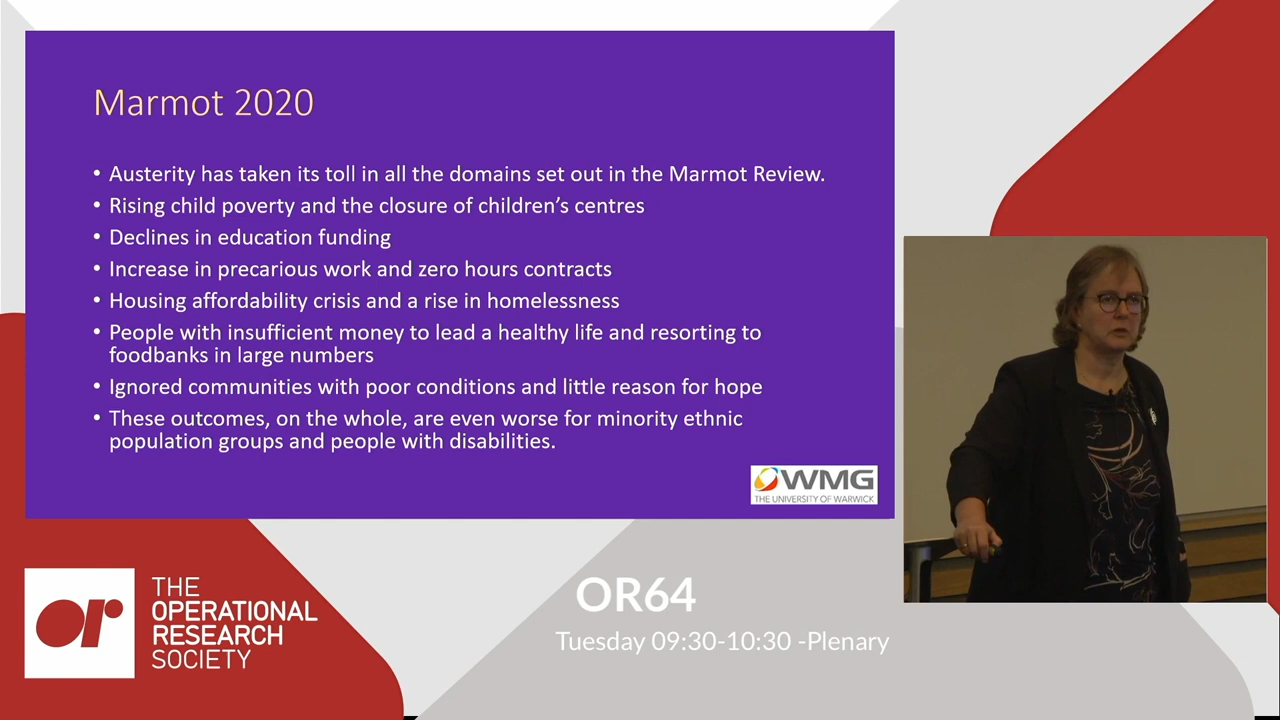 Marmot 2020
• Austerity has taken its toll in all the domains set out in the Marmot Review.
• Rising child poverty and the closure of children’s centres
• Declines in education funding
• Increase in precarious work and zero hours contracts
• Housing affordability crisis and a rise in homelessness
• People with insufficient money to lead a healthy life and resorting to
foodbanks in large numbers
• Ignored communities with poor conditions and little reason for hope
• These outcomes, on the whole, are even worse for minority ethnic
population groups and people with disabilities.
WMG
THE UNIVERSITY OF WARWICK
or
THE
OPERATIONAL
RESEARCH
SOCIETY
OR64
Tuesday 09:30-10:30 -Plenary